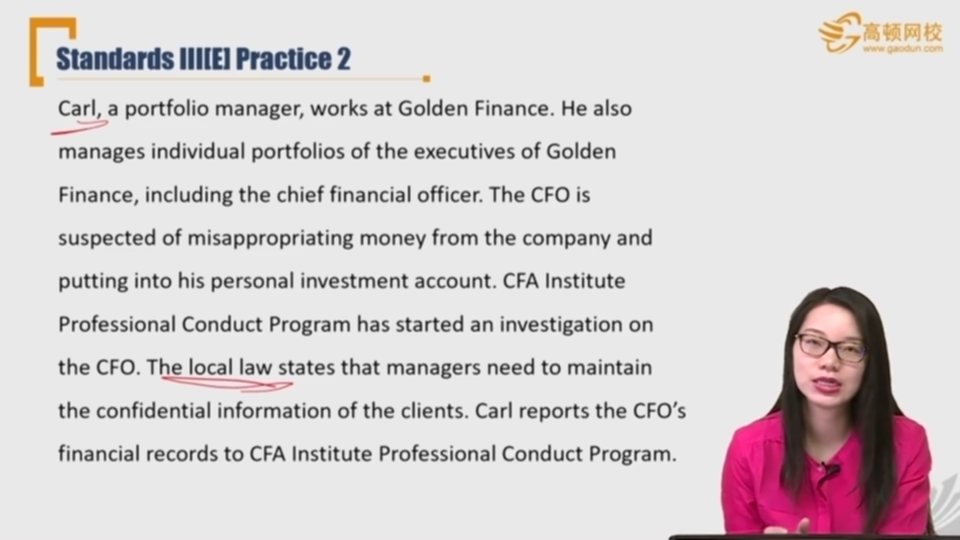 高顿网校
www.gaodun.com
Standards III[E] Practice 2
Carl, a portfolio manager, works at Golden Finance. He also
manages individual portfolios of the executives of Golden
Finance, including the chief financial officer. The CFO is
suspected of misappropriating money from the company and
putting into his personal investment account. CFA Institute
Professional Conduct Program has started an investigation on
the CFO. The local law states that managers need to maintain
the confidential information of the clients. Carl reports the CFO's
financial records to CFA Institute Professional Conduct Program.